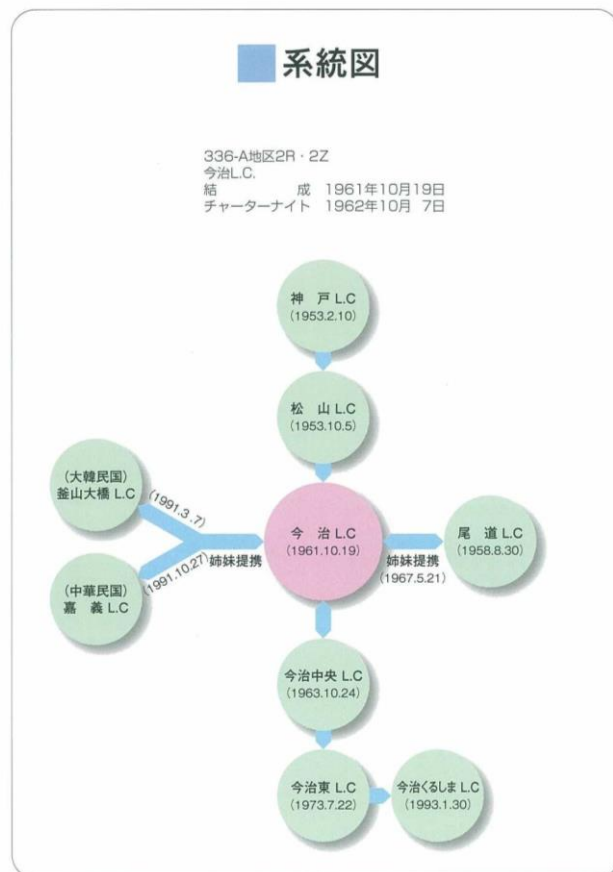 系統図
336-A地区2R・2Z
今治L.C.
結　　　成　1961年10月19日
チャーターナイト　1962年10月 7日
神　戸 L.C
(1953.2.10)
松　山 L.C
(1953.10.5)
(大韓民国)
釜山大橋 L.C
(1991.3.7)
(中華民国)
嘉　義 L.C
(1991.10.27)
姉妹提携
今　治 L.C
(1961.10.19)
姉妹提携
(1967.5.21)
尾　道 L.C
(1958.8.30)
今治中央 L.C
(1963.10.24)
今治東 L.C
(1973.7.22)
今治くるしま L.C
(1993.1.30)